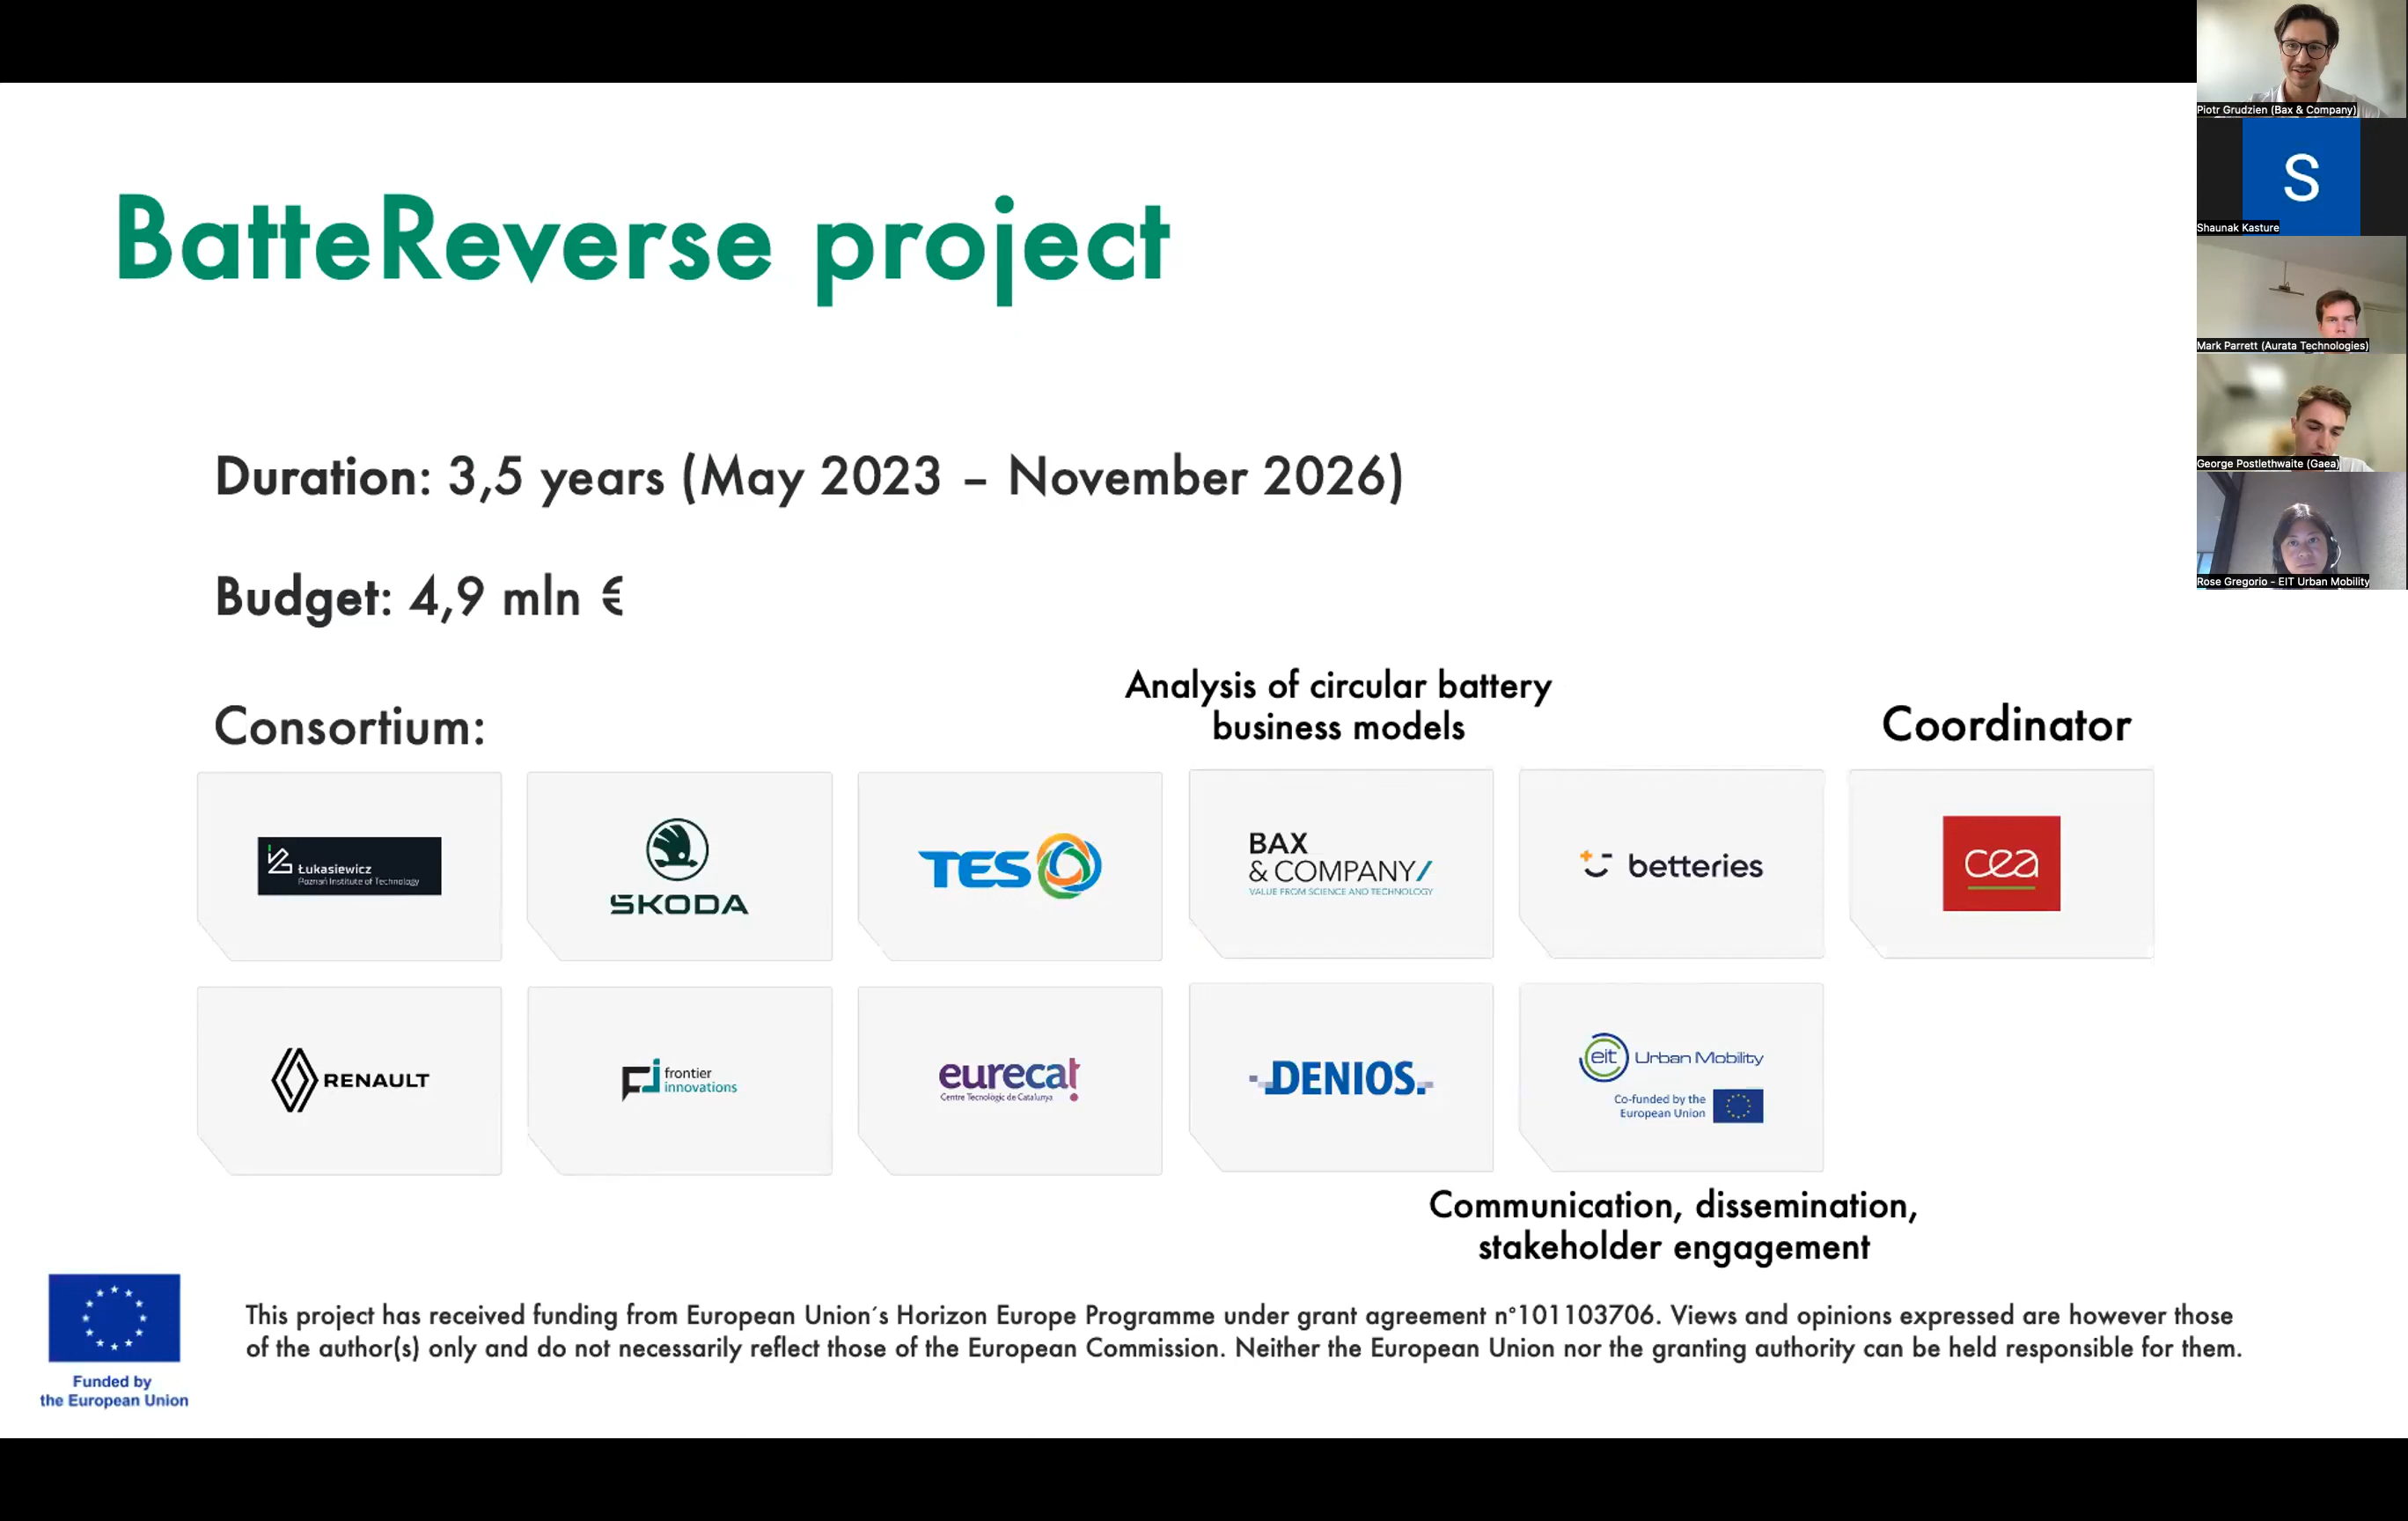 BatteReverse project
Duration: 3,5 years (May 2023 – November 2026)
Budget: 4,9 mln €
Consortium:
Analysis of circular battery
business models
Coordinator
Łukasiewicz
Poznań Institute of Technology
ŠKODA
TES
BAX
& COMPANY/
VALUE FROM SCIENCE AND TECHNOLOGY
betteries
cea
RENAULT
frontier
innovations
eurecat
Centre Tecnològic de Catalunya
DENIOS.
eit Urban Mobility
Co-funded by the
European Union
Communication, dissemination,
stakeholder engagement
Funded by
the European Union
This project has received funding from European Union´s Horizon Europe Programme under grant agreement n°101103706. Views and opinions expressed are however those
of the author(s) only and do not necessarily reflect those of the European Commission. Neither the European Union nor the granting authority can be held responsible for them.
Piotr Grudzien (Bax & Company)
S
Shaunak Kasture
Mark Parrett (Aurata Technologies)
George Postlethwaite (Gaea)
Rose Gregorio - EIT Urban Mobility